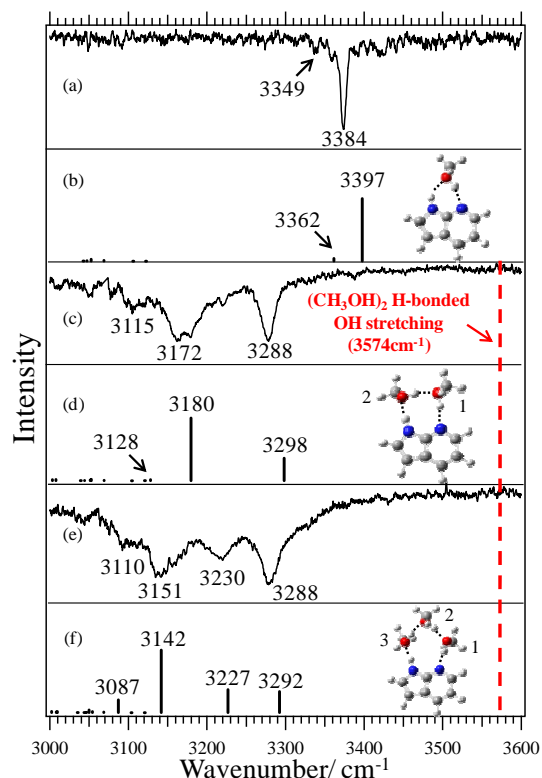 (a)
3349
3384
(b)
3397
3362
(c)
(CH₃OH)₂ H-bonded
OH stretching
(3574cm⁻¹)
3115
3172
3288
(d)
2
1
3180
3128
3298
(e)
3110
3151
3230
3288
(f)
2
3
1
3142
3087
3227
3292
Intensity
3000 3100 3200 3300 3400 3500 3600
Wavenumber/ cm⁻¹